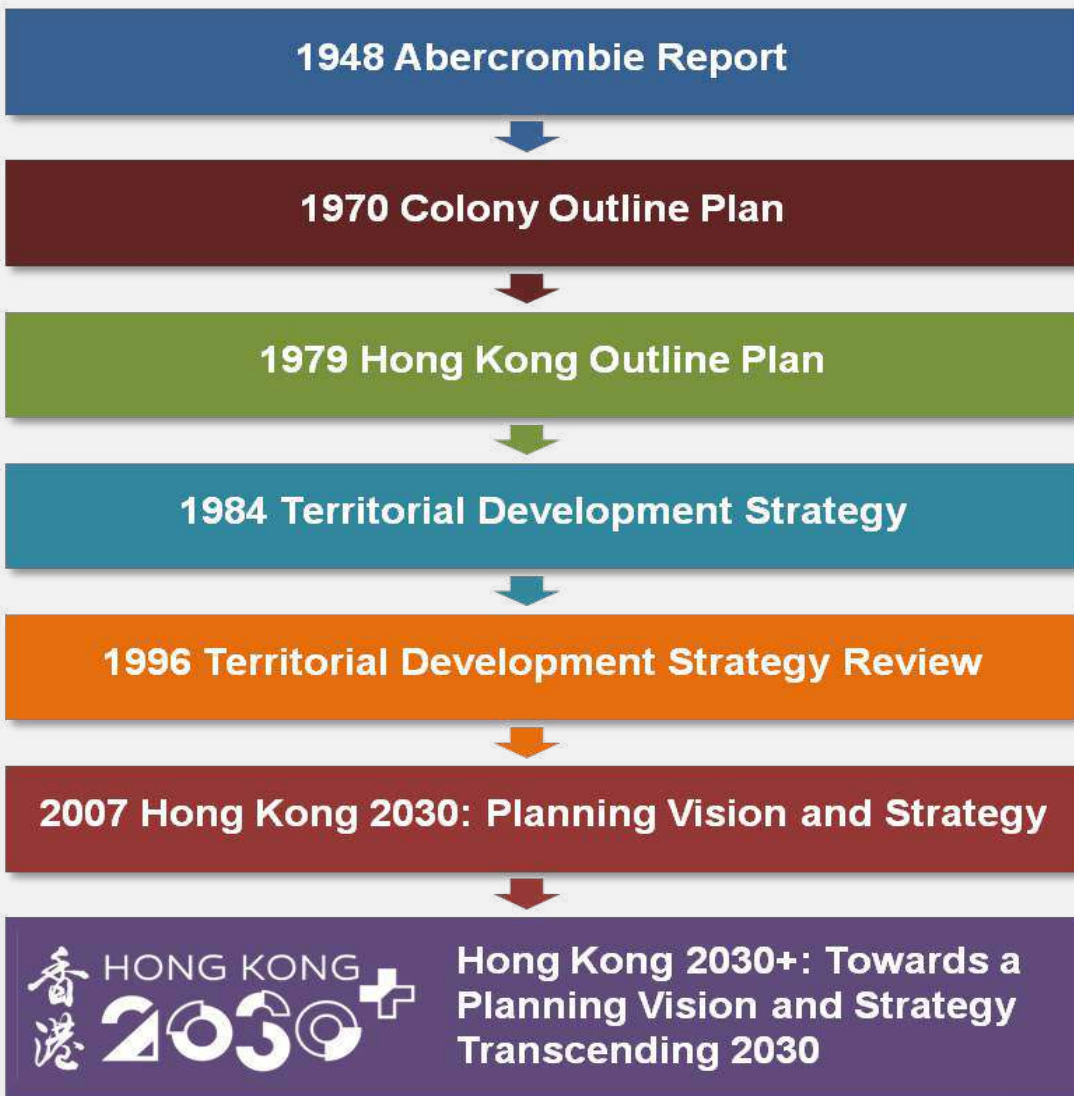 1948 Abercrombie Report
1970 Colony Outline Plan
1979 Hong Kong Outline Plan
1984 Territorial Development Strategy
1996 Territorial Development Strategy Review
2007 Hong Kong 2030: Planning Vision and Strategy
香港
HONG KONG
2030+
Hong Kong 2030+: Towards a
Planning Vision and Strategy
Transcending 2030